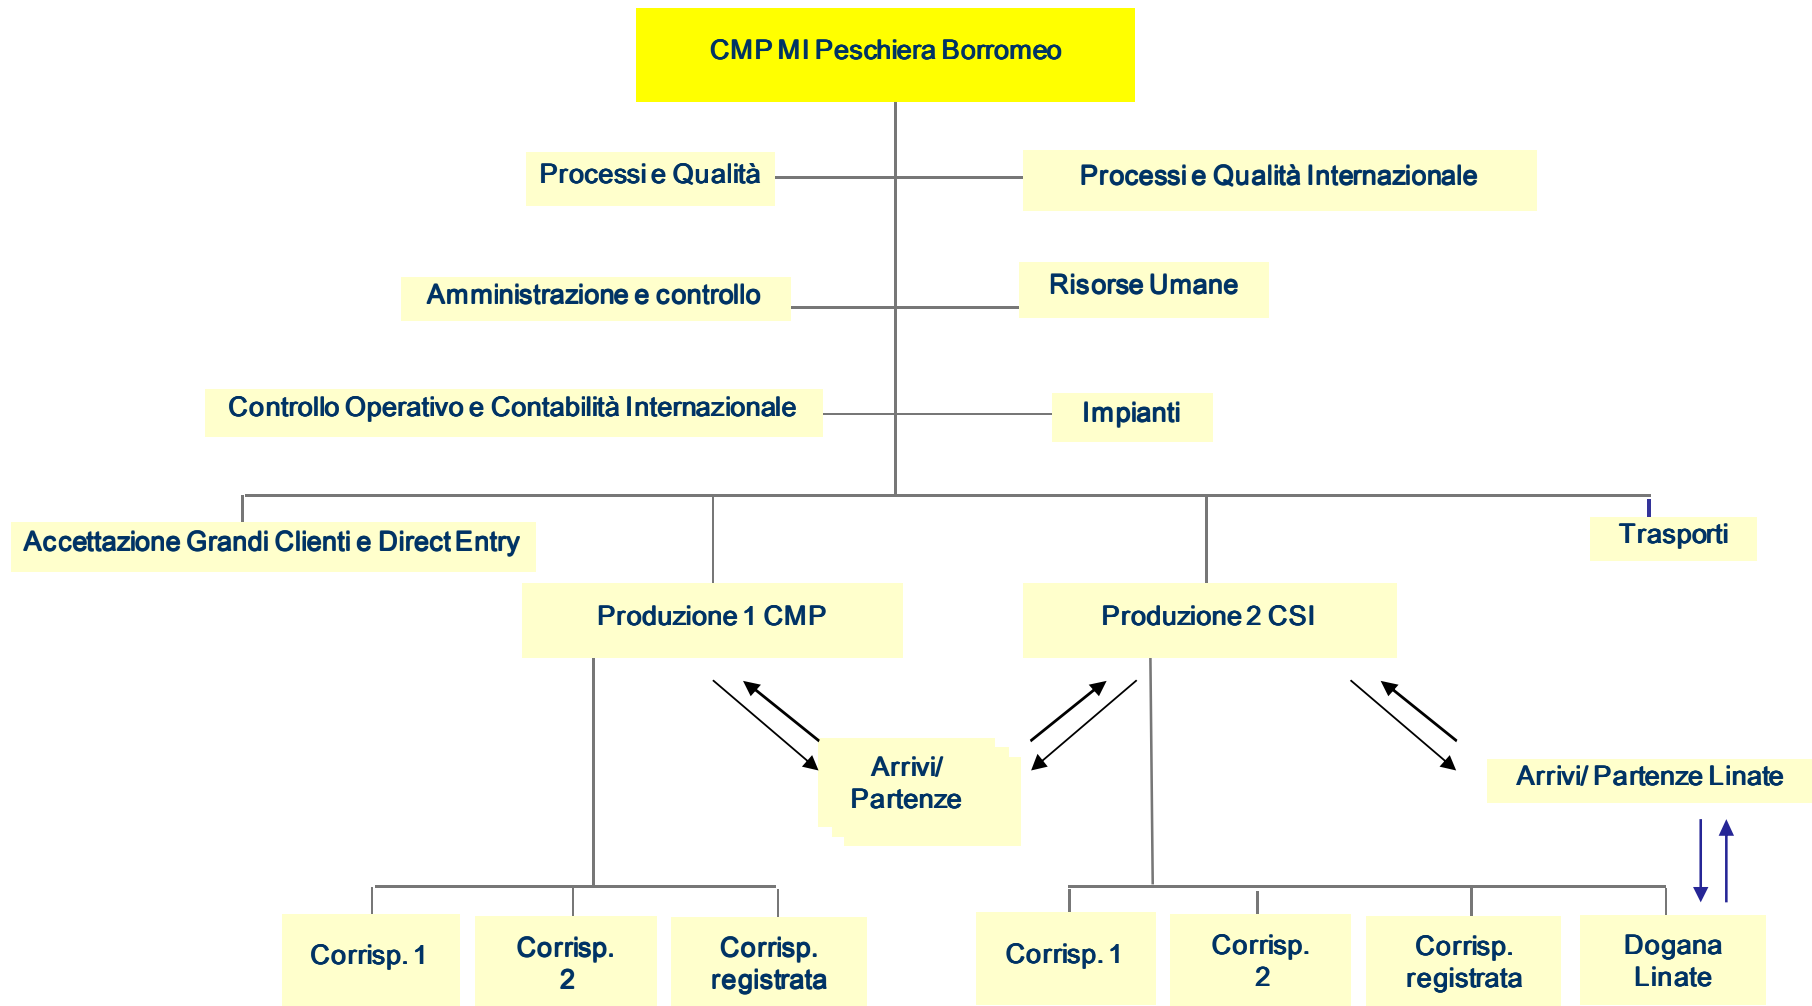 CMP MI Peschiera Borromeo
Processi e Qualità
Processi e Qualità Internazionale
Amministrazione e controllo
Risorse Umane
Controllo Operativo e Contabilità Internazionale
Impianti
Accettazione Grandi Clienti e Direct Entry
Trasporti
Produzione 1 CMP
Produzione 2 CSI
Arrivi/
Partenze
Arrivi/ Partenze Linate
Corrisp. 1
Corrisp.
2
Corrisp.
registrata
Corrisp. 1
Corrisp.
2
Corrisp.
registrata
Dogana
Linate